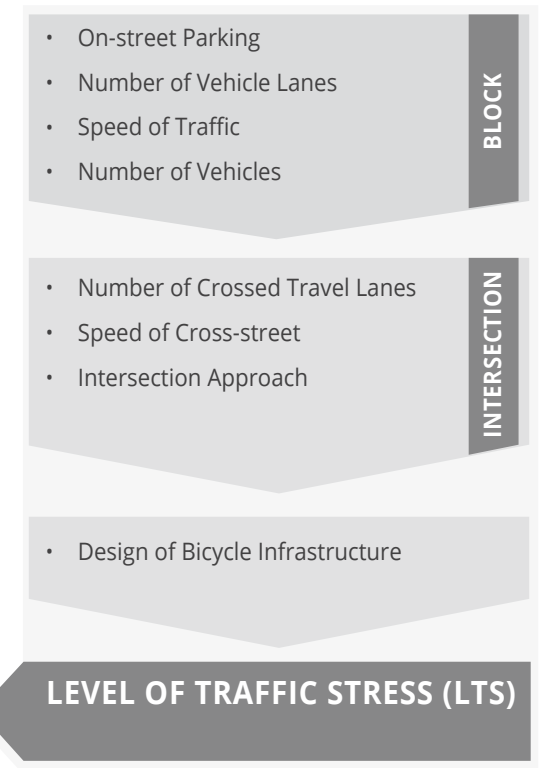 • On-street Parking
• Number of Vehicle Lanes
• Speed of Traffic
• Number of Vehicles
BLOCK
• Number of Crossed Travel Lanes
• Speed of Cross-street
• Intersection Approach
INTERSECTION
• Design of Bicycle Infrastructure
LEVEL OF TRAFFIC STRESS (LTS)